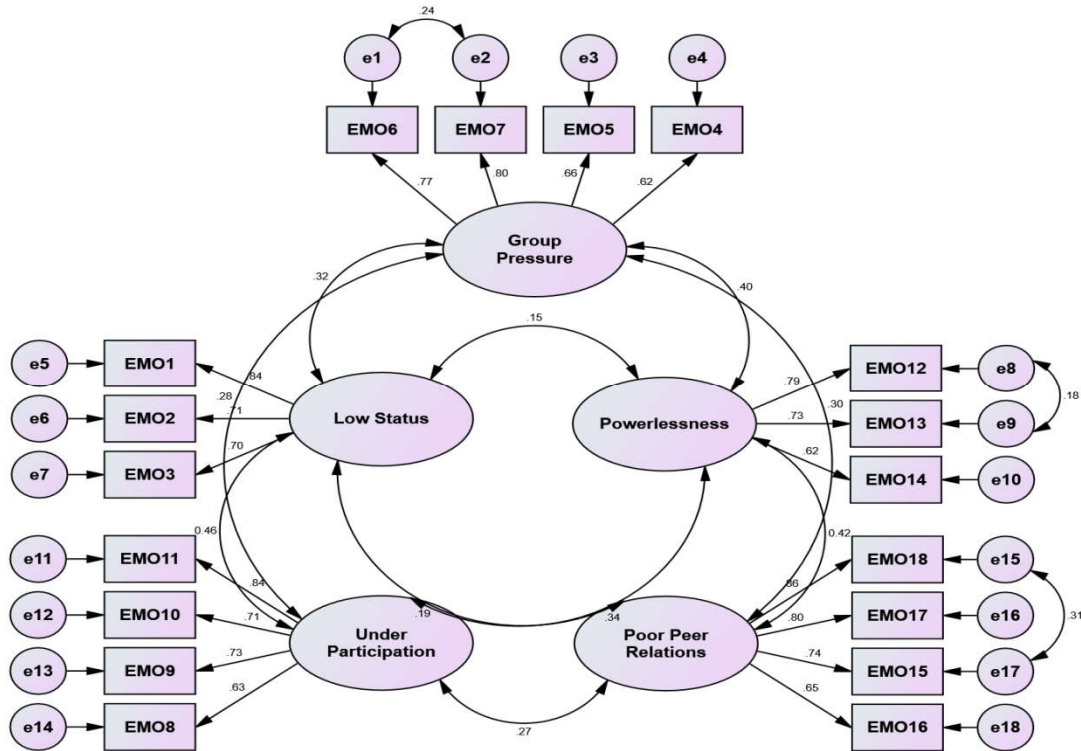 .24
e1
e2
e3
e4
EMO6
EMO7
EMO5
EMO4
.77
.80
.66
.62
Group
Pressure
.32
.40
.15
e5
EMO1
.84
e6
EMO2
.71
.28
Low Status
e7
EMO3
.70
Powerlessness
.79
EMO12
e8
.30
.73
EMO13
e9
.18
.62
EMO14
e10
0.46
0.42
e11
EMO11
.84
e12
EMO10
.71
e13
EMO9
.73
e14
EMO8
.63
Under
Participation
.19
.34
Poor Peer
Relations
.86
EMO18
e15
.80
EMO17
e16
.31
.74
EMO15
e17
.65
EMO16
e18
.27